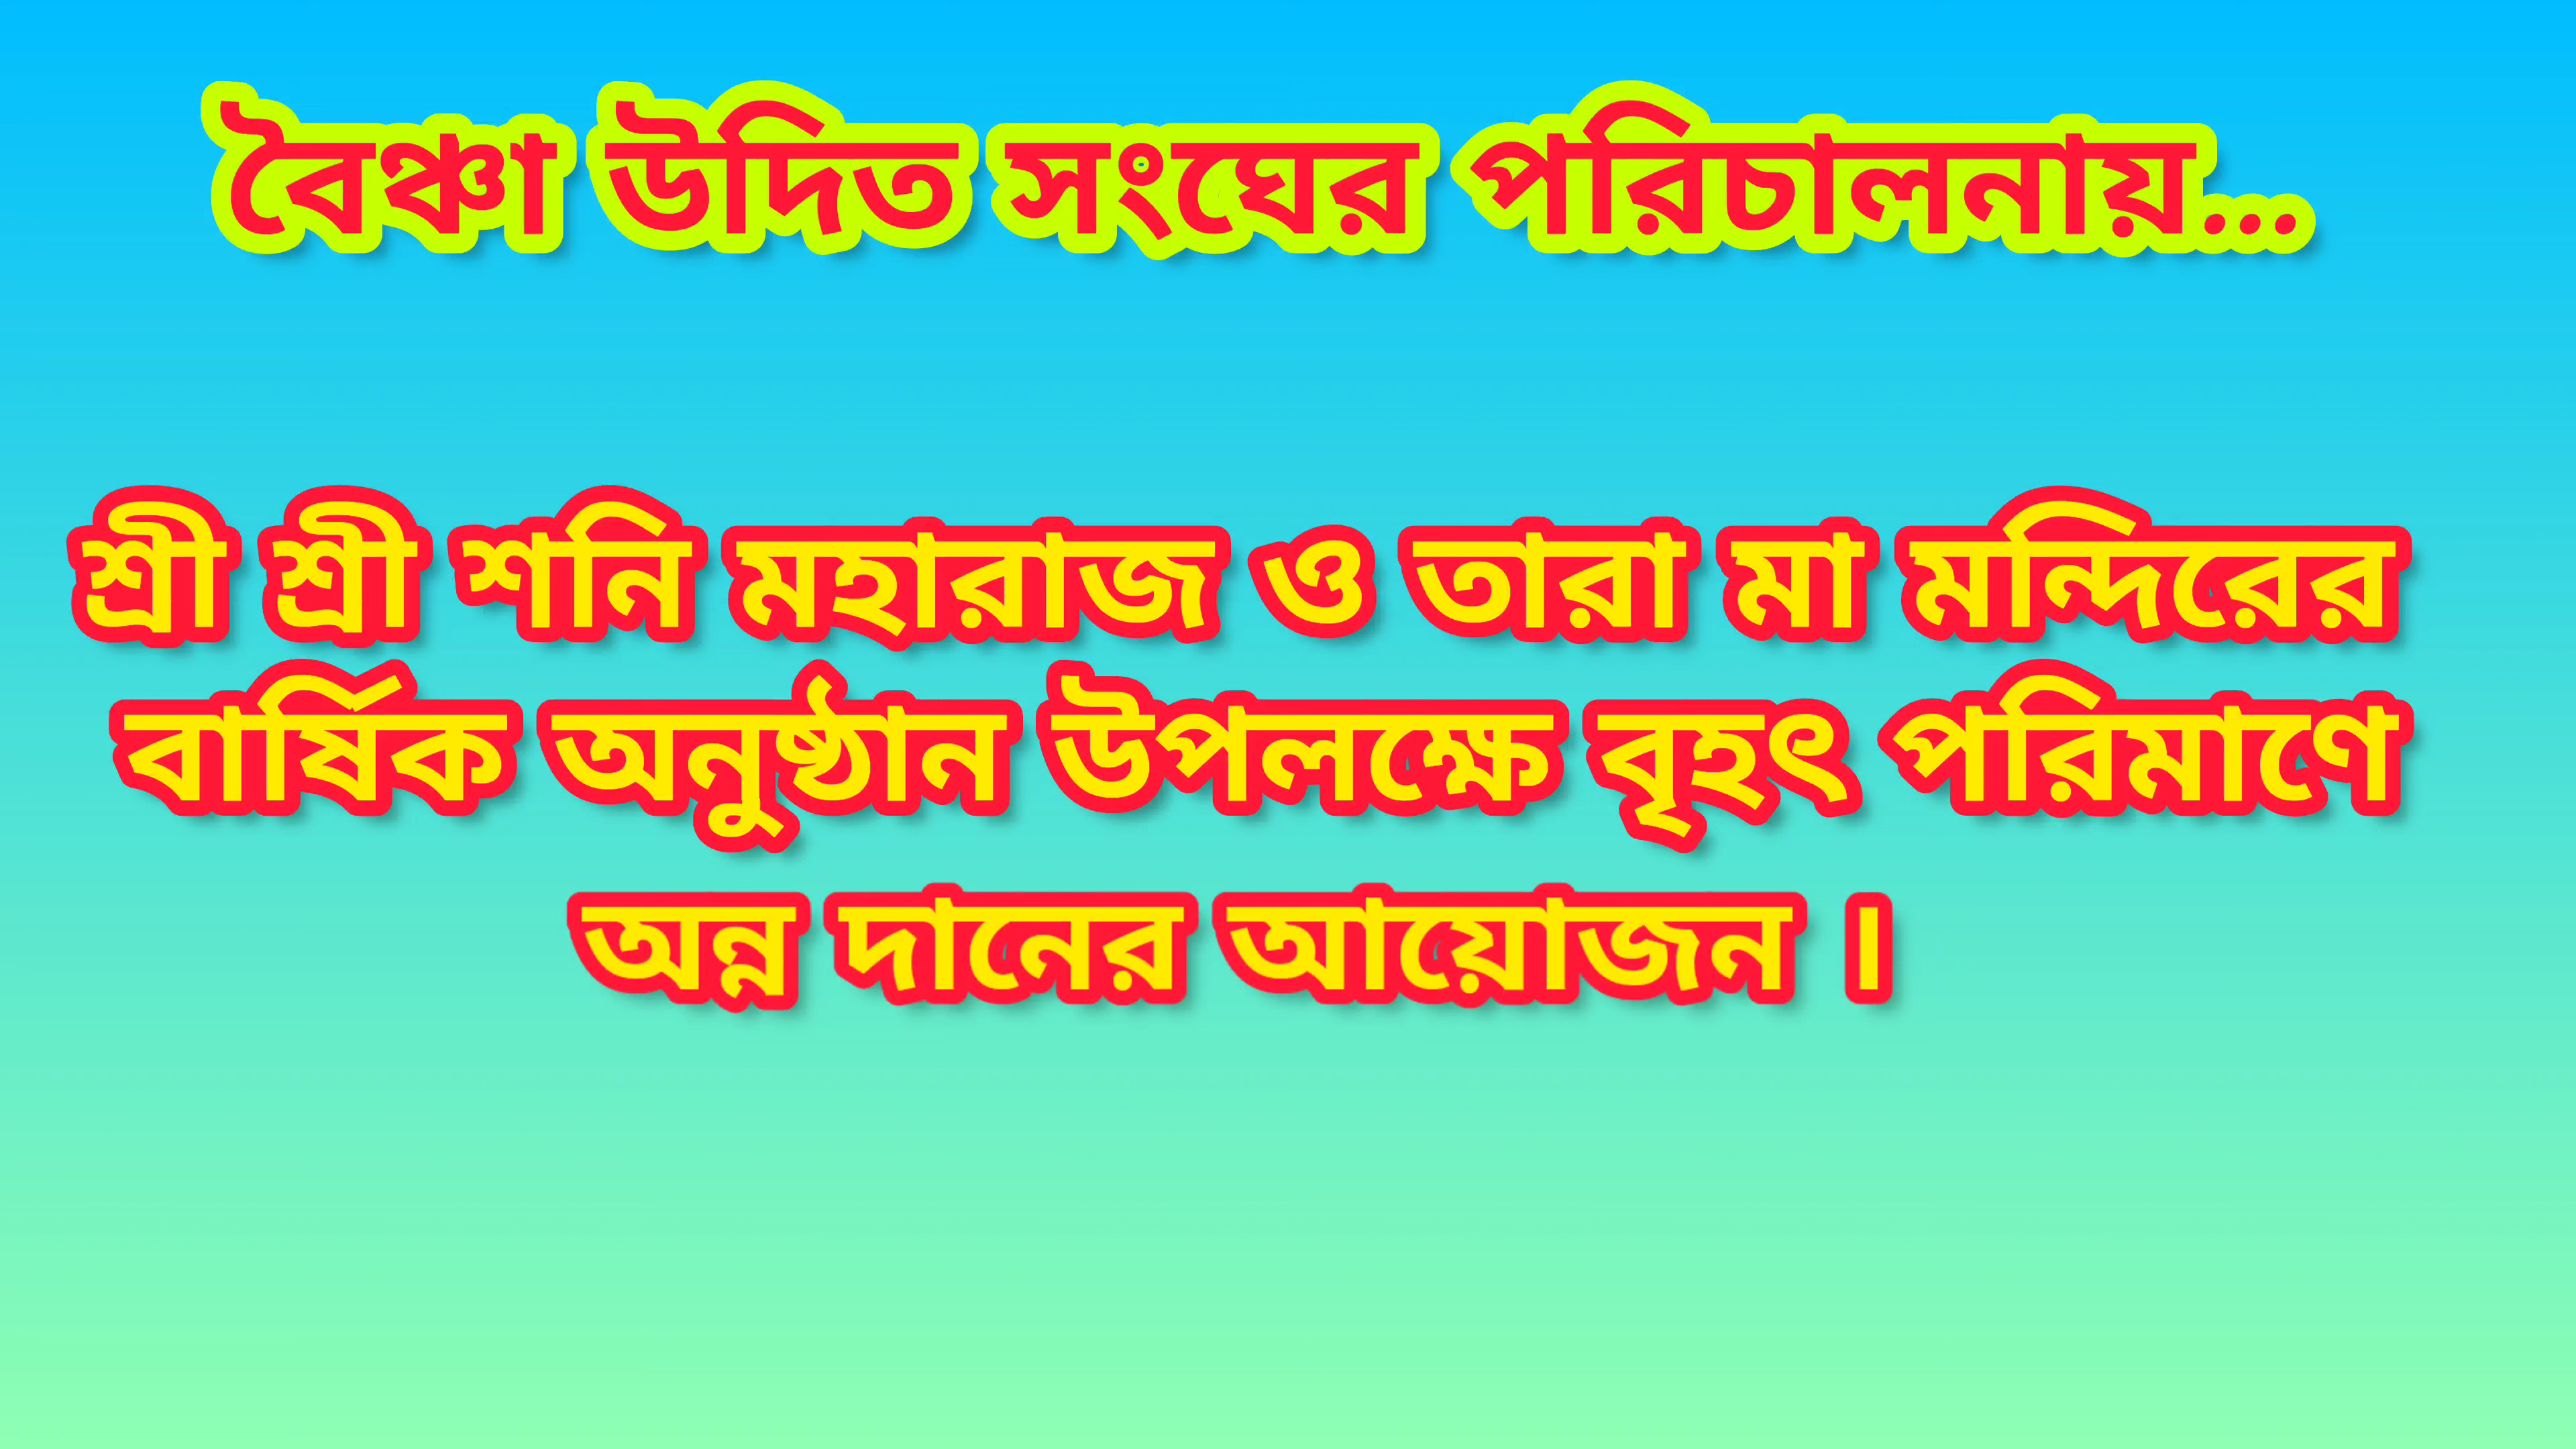 বৈঞ্চা উদিত সংঘের পরিচালনায়...
শ্রী শ্রী শনি মহারাজ ও তারা মা মন্দিরের
বার্ষিক অনুষ্ঠান উপলক্ষে বৃহৎ পরিমাণে
অন্ন দানের আয়োজন ।